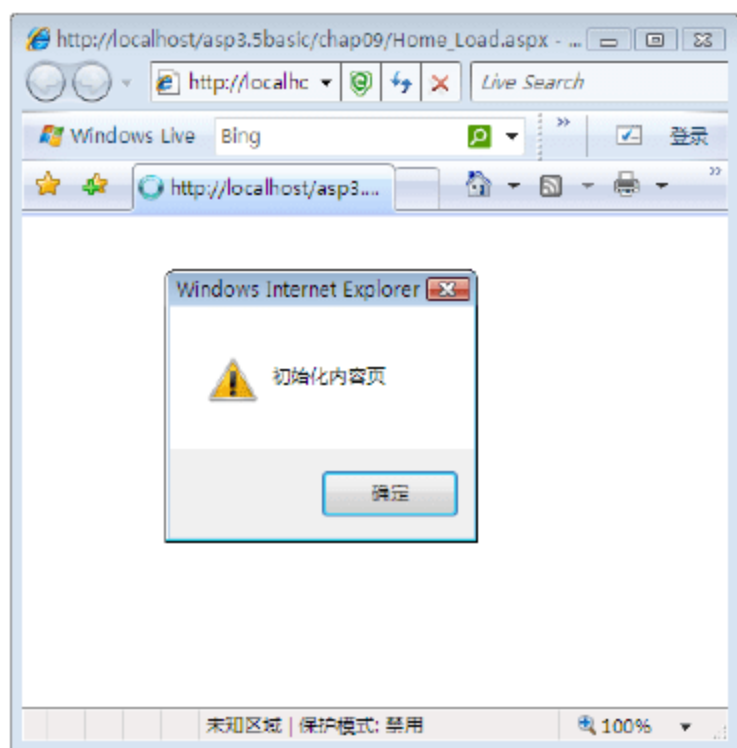 http://localhost/asp3.5basic/chap09/Home_Load.aspx - ...
http://localhc Live Search
Windows Live Bing » 登录
http://localhost/asp3.... »
Windows Internet Explorer
初始化内容页
确定
未知区域 | 保护模式: 禁用 100%